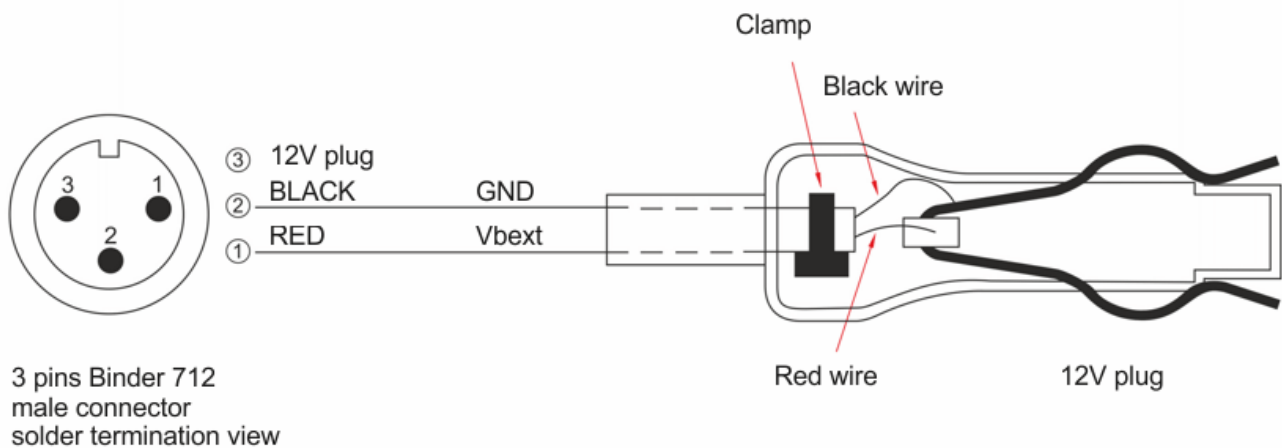 Clamp
Black wire
3 1
2
③ 12V plug
② BLACK GND
① RED Vbext
Red wire
12V plug
3 pins Binder 712
male connector
solder termination view